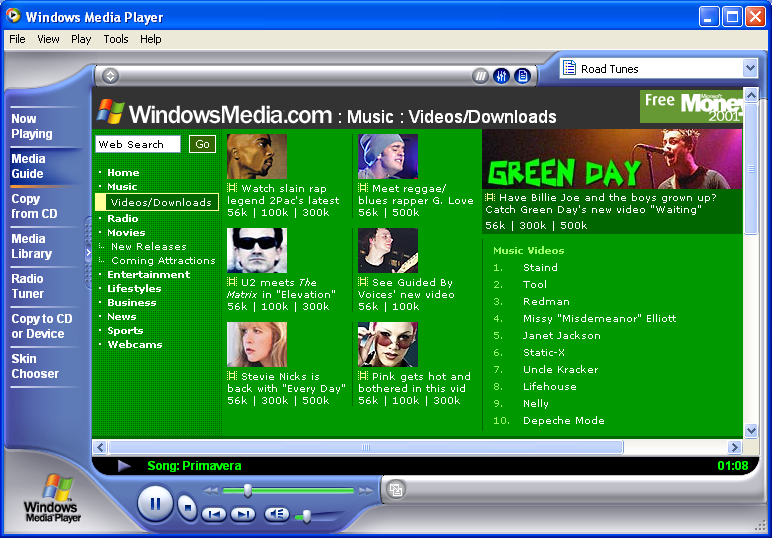 Windows Media Player
File View Play Tools Help
Road Tunes
Now
Playing
Media
Guide
Copy
from CD
Media
Library
Radio
Tuner
Copy to CD
or Device
Skin
Chooser
WindowsMedia.com : Music : Videos/Downloads
Free Microsoft Money 2001
Web Search Go
Home
Music
Videos/Downloads
Radio
Movies
New Releases
Coming Attractions
Entertainment
Lifestyles
Business
News
Sports
Webcams
Watch slain rap
legend 2Pac's latest
56k | 100k | 300k
Meet reggae/
blues rapper G. Love
56k | 500k
U2 meets The
Matrix in "Elevation"
56k | 100k | 300k
See Guided By
Voices' new video
56k | 100k
Stevie Nicks is
back with "Every Day"
56k | 300k | 500k
Pink gets hot and
bothered in this vid
56k | 100k | 300k
GREEN DAY
Have Billie Joe and the boys grown up?
Catch Green Day's new video "Waiting"
56k | 300k | 500k
Music Videos
1. Staind
2. Tool
3. Redman
4. Missy "Misdemeanor" Elliott
5. Janet Jackson
6. Static-X
7. Uncle Kracker
8. Lifehouse
9. Nelly
10. Depeche Mode
Song: Primavera 01:08
Windows
Media Player